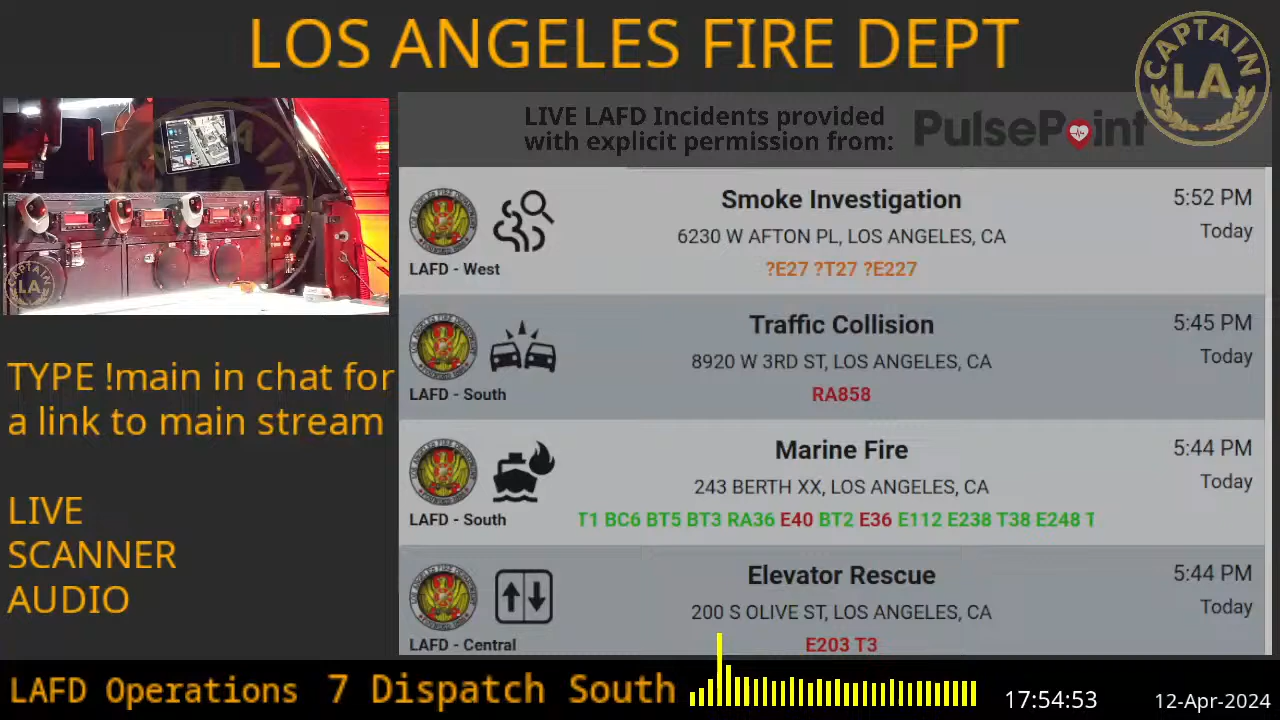 LOS ANGELES FIRE DEPT
CAPTAIN
LA
LIVE LAFD Incidents provided
with explicit permission from:
PulsePoint
Smoke Investigation
5:52 PM
6230 W AFTON PL, LOS ANGELES, CA
Today
LAFD - West
?E27 ?T27 ?E227
Traffic Collision
5:45 PM
8920 W 3RD ST, LOS ANGELES, CA
Today
LAFD - South
RA858
Marine Fire
5:44 PM
243 BERTH XX, LOS ANGELES, CA
Today
LAFD - South
T1 BC6 BT5 BT3 RA36 E40 BT2 E36 E112 E238 T38 E248 T
Elevator Rescue
5:44 PM
200 S OLIVE ST, LOS ANGELES, CA
Today
LAFD - Central
E203 T3
CAPTAIN
LA
TYPE !main in chat for
a link to main stream
LIVE
SCANNER
AUDIO
LAFD Operations 7 Dispatch South
17:54:53
12-Apr-2024